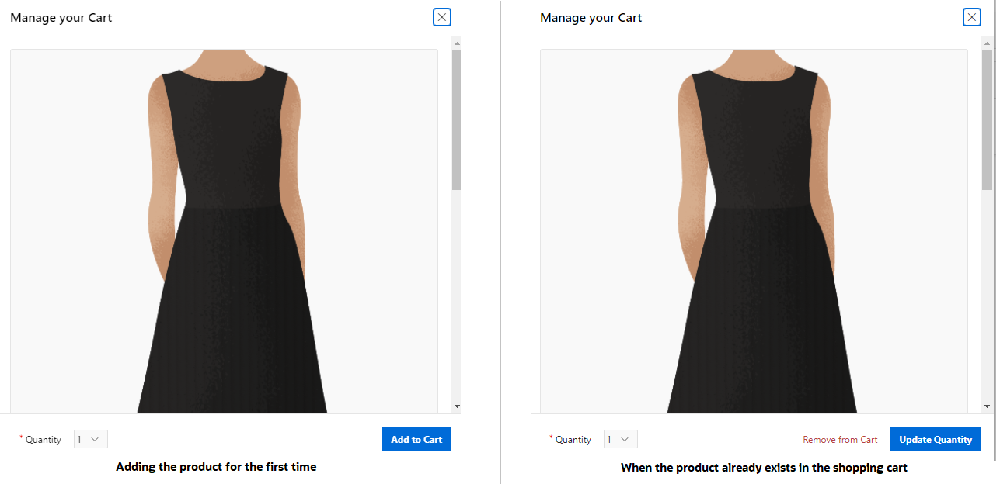 Manage your Cart
* Quantity 1
Add to Cart
Adding the product for the first time
Manage your Cart
* Quantity 1
Remove from Cart
Update Quantity
When the product already exists in the shopping cart